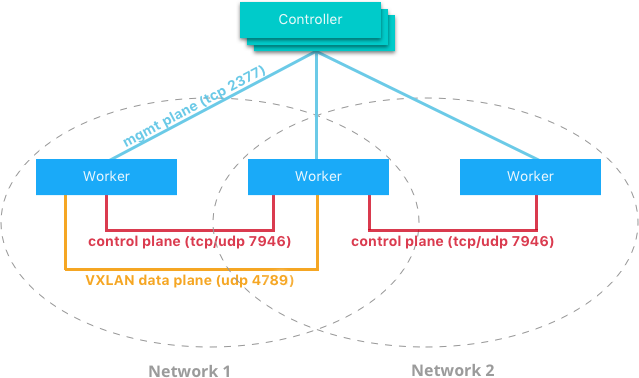 Controller
mgmt plane (tcp 2377)
Worker
Worker
Worker
control plane (tcp/udp 7946)
control plane (tcp/udp 7946)
VXLAN data plane (udp 4789)
Network 1
Network 2